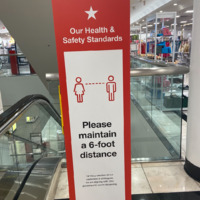 Our Health &
Safety Standards
Please
maintain
a 6-foot
distance